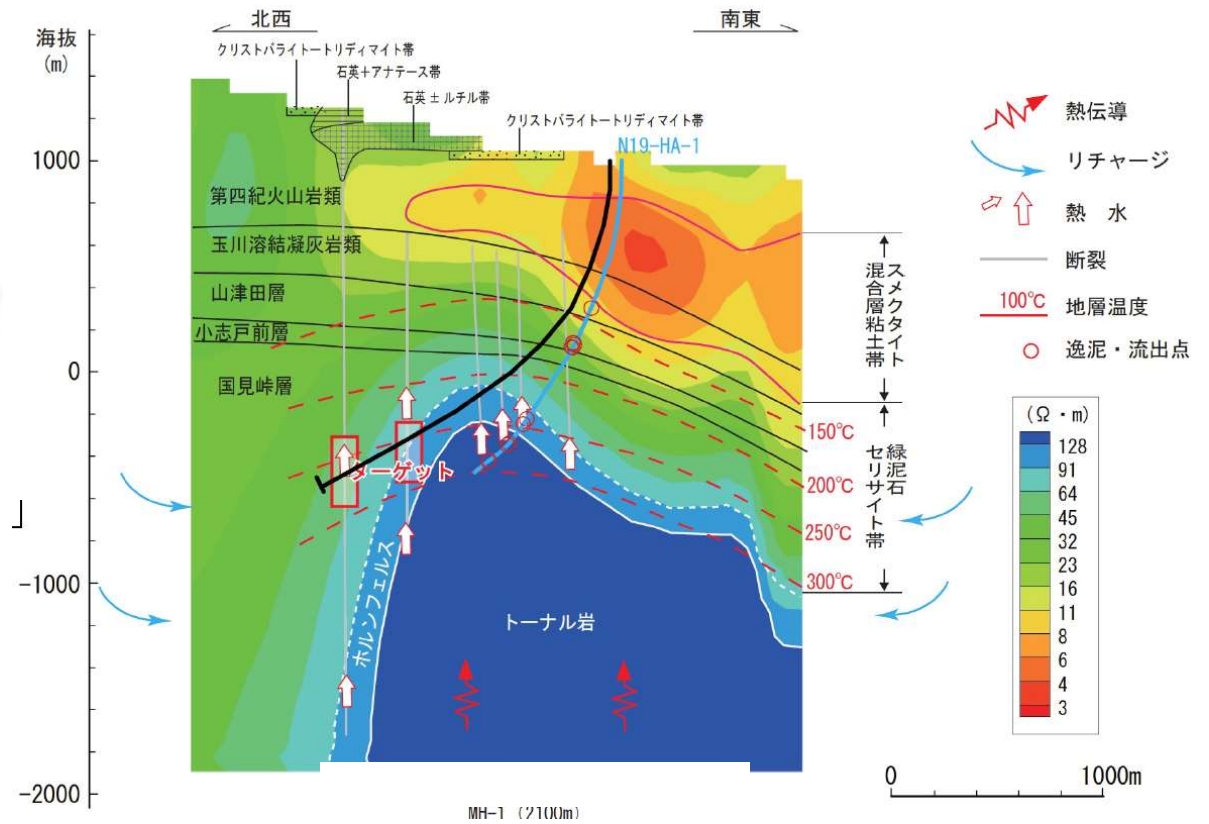 北西
南東
海抜
(m)
クリストバライトートリディマイト帯
石英+アナテース帯
石英 ± ルチル帯
クリストバライトートリディマイト帯
N19-HA-1
1000
0
-1000
-2000
第四紀火山岩類
玉川溶結凝灰岩類
山津田層
小志戸前層
国見峠層
ターゲット
ホルンフェルス
トーナル岩
スメクタイト
混合層粘土帯
緑泥石
セリサイト帯
150℃
200℃
250℃
300℃
熱伝導
リチャージ
熱 水
断裂
100℃
地層温度
逸泥・流出点
(Ω・m)
128
91
64
45
32
23
16
11
8
6
4
3
0 1000m
MH-1 (2100m)